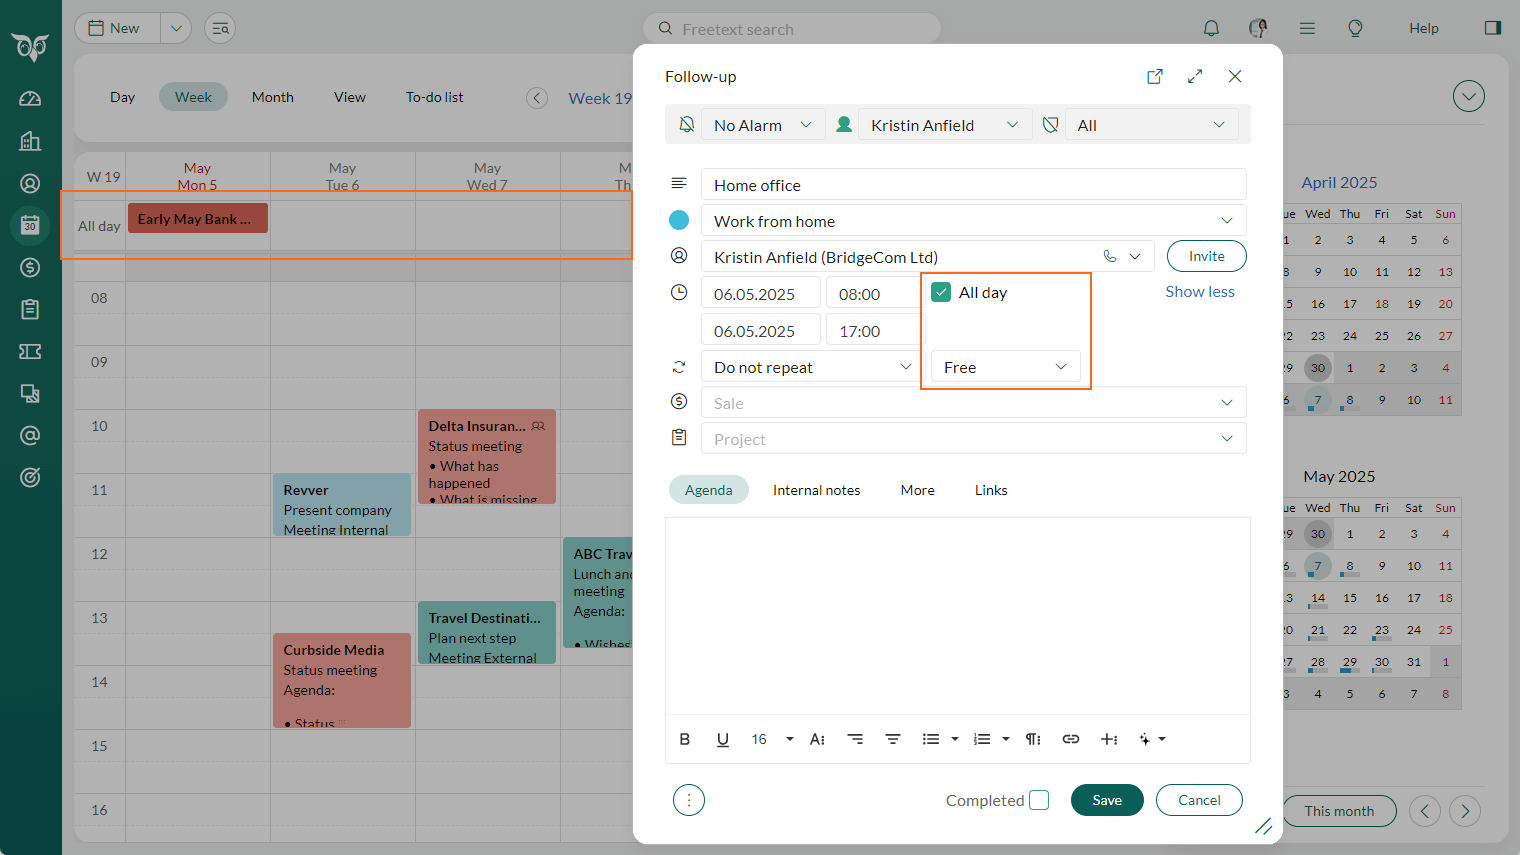 New
Freetext search
Help
Day
Week
Month
View
To-do list
Week 19
W 19
May
Mon 5
May
Tue 6
May
Wed 7
M
Th
All day
Early May Bank ...
08
09
10
11
12
13
14
15
16
Revver
Present company
Meeting Internal
Curbside Media
Status meeting
Agenda:
• Status
Delta Insuran...
Status meeting
• What has
happened
• What is missing
Travel Destinati...
Plan next step
Meeting External
ABC Trav
Lunch and
meeting
Agenda:
• Wishes
Follow-up
No Alarm
Kristin Anfield
All
Home office
Work from home
Kristin Anfield (BridgeCom Ltd)
Invite
06.05.2025 08:00
All day
Show less
06.05.2025 17:00
Do not repeat
Free
Sale
Project
Agenda
Internal notes
More
Links
B U 16 A
Completed
Save
Cancel
April 2025
ue Wed Thu Fri Sat Sun
1 2 3 4 5 6
8 9 10 11 12 13
5 16 17 18 19 20
22 23 24 25 26 27
29 30 1 2 3 4
6 7 8 9 10 11
May 2025
ue Wed Thu Fri Sat Sun
29 30 1 2 3 4
6 7 8 9 10 11
3 14 15 16 17 18
20 21 22 23 24 25
27 28 29 30 31 1
3 4 5 6 7 8
This month
30